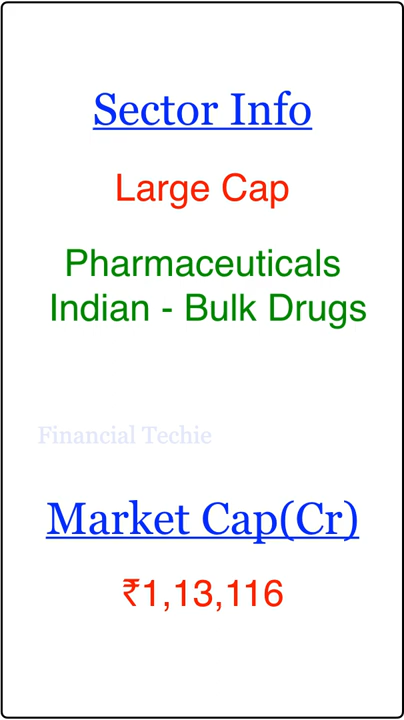 Sector Info
Large Cap
Pharmaceuticals
Indian - Bulk Drugs
Financial Techie
Market Cap(Cr)
₹1,13,116